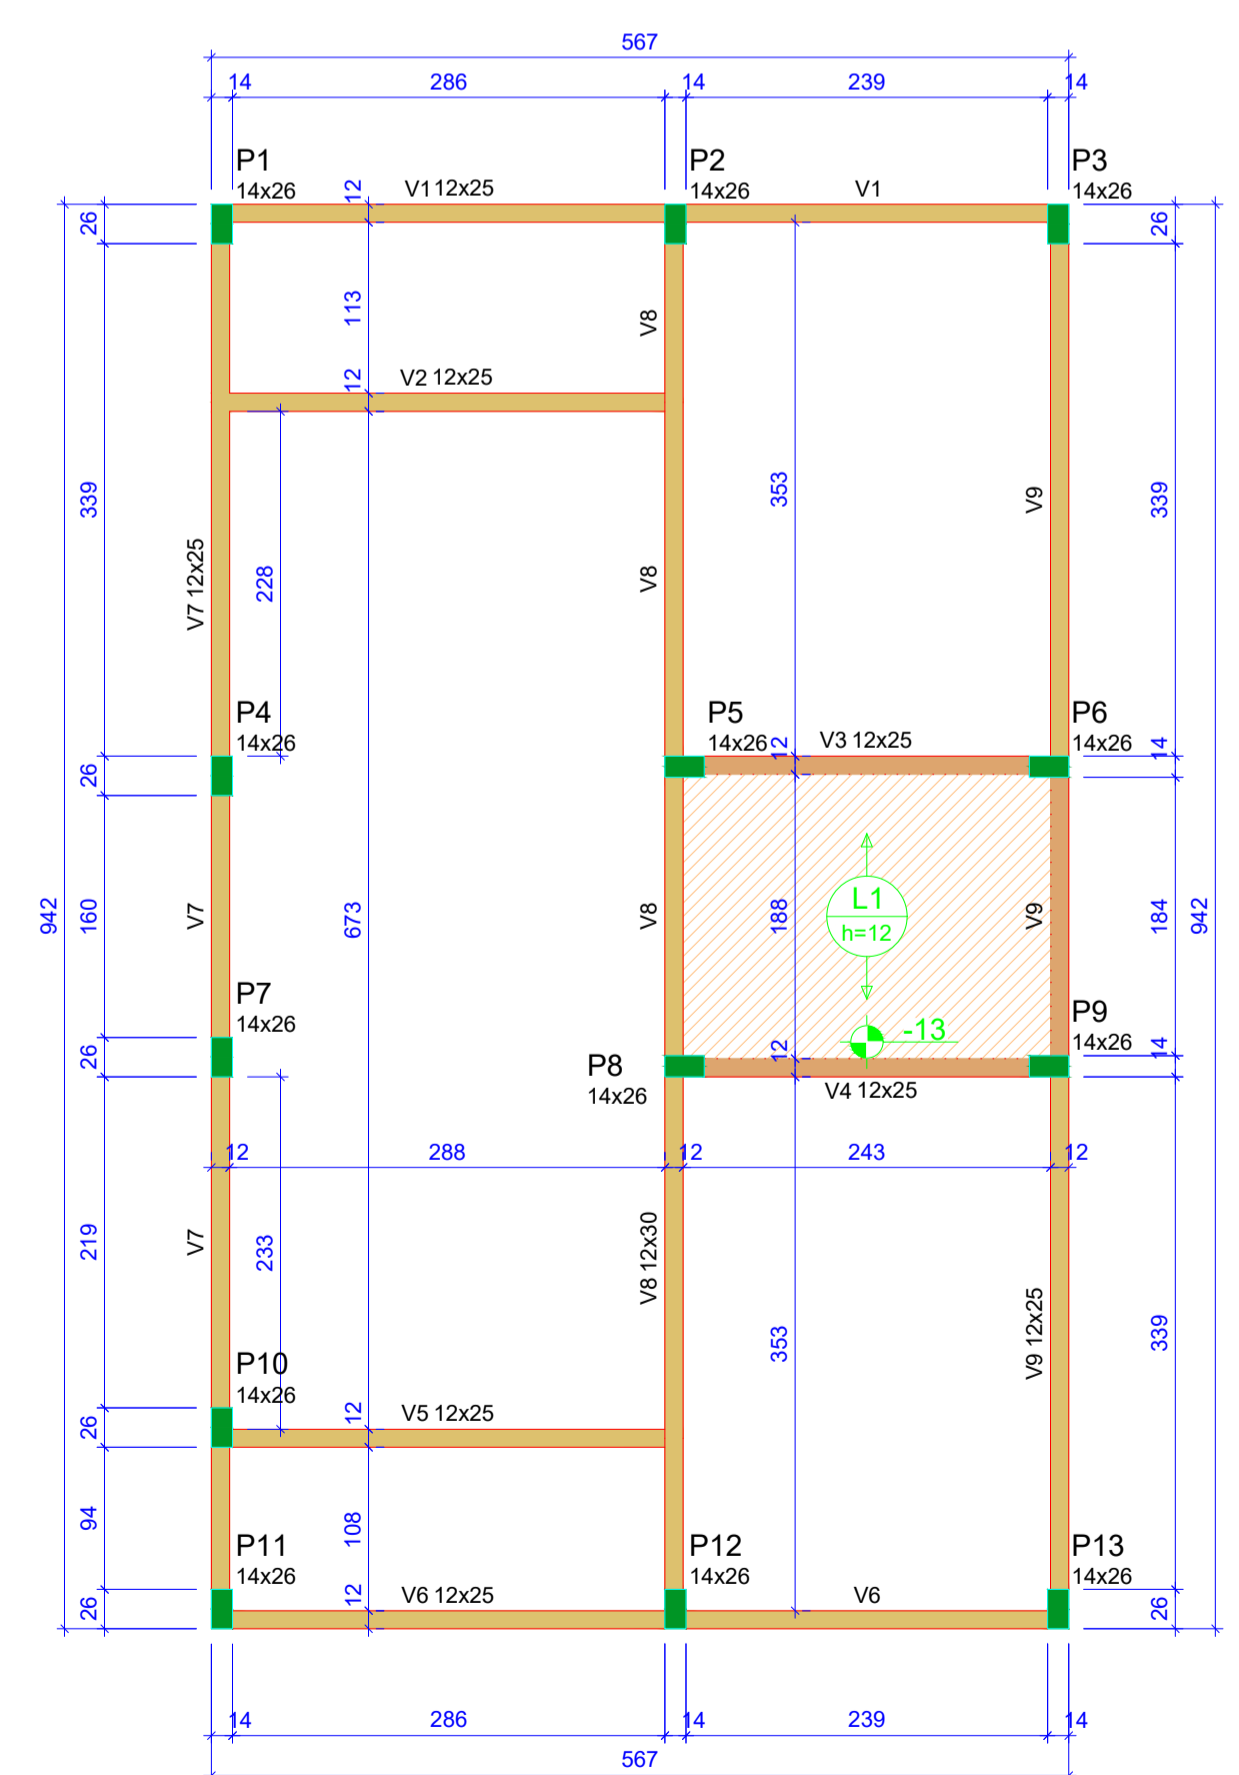 567
14 286 14 239 14
P1 P2 P3
14x26 12 V1 12x25 14x26 V1 14x26
26 26
113 V8
12 V2 12x25
339 353 V9 339
V7 12x25 228 V8
P4 P5 P6
14x26 14x26 12 V3 12x25 14x26 14
26
L1
942 160 V7 673 V8 188 h=12 V9 184 942
P7 P9
14x26 -13 14x26 14
26 P8 12
14x26 V4 12x25
12 288 12 243 12
219 V7 233 V8 12x30
353 V9 12x25 339
P10
14x26
26 12 V5 12x25
94 108
P11 P12 P13
14x26 14x26 14x26
26 12 V6 12x25 V6 26
14 286 14 239 14
567